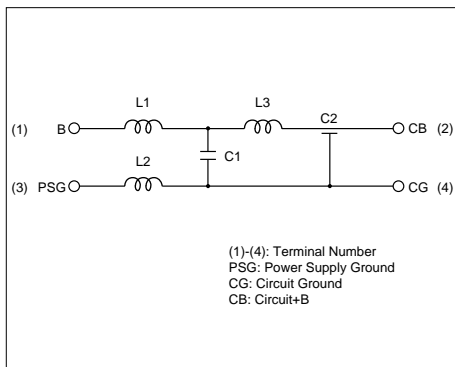 L1 L3 C2
(1) B CB (2)
C1
L2
(3) PSG CG (4)
(1)-(4): Terminal Number
PSG: Power Supply Ground
CG: Circuit Ground
CB: Circuit+B